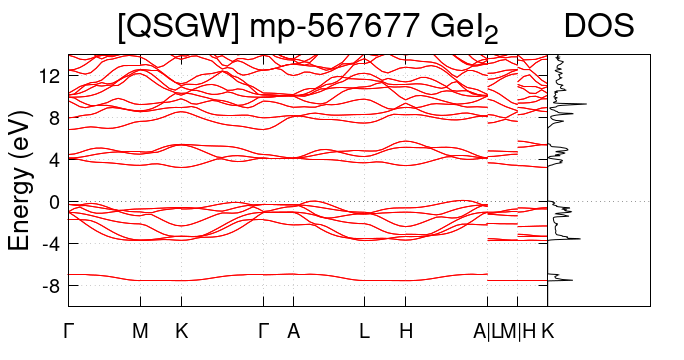 [QSGW] mp-567677 GeI2 DOS
12
8
4
0
-4
-8
Energy (eV)
Γ M K Γ A L H A|LM|H K